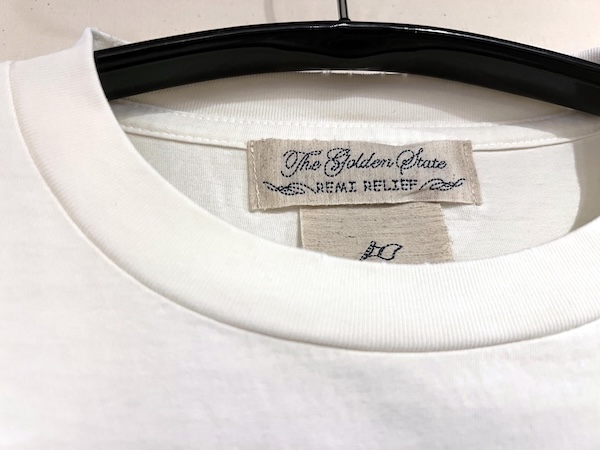 The Golden State
REMI RELIEF